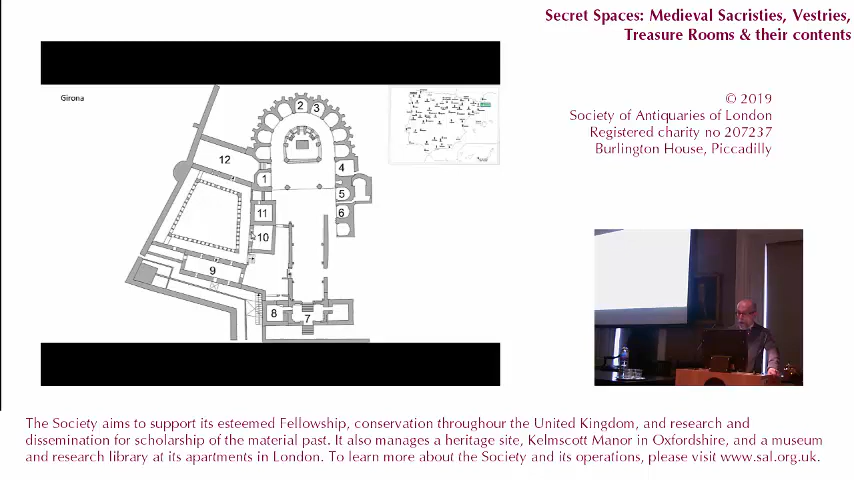 Secret Spaces: Medieval Sacristies, Vestries,
Treasure Rooms & their contents
© 2019
Society of Antiquaries of London
Registered charity no 207237
Burlington House, Piccadilly
Girona
2
3
12
4
1
5
11
6
10
9
8
7
The Society aims to support its esteemed Fellowship, conservation throughour the United Kingdom, and research and
dissemination for scholarship of the material past. It also manages a heritage site, Kelmscott Manor in Oxfordshire, and a museum
and research library at its apartments in London. To learn more about the Society and its operations, please visit www.sal.org.uk.